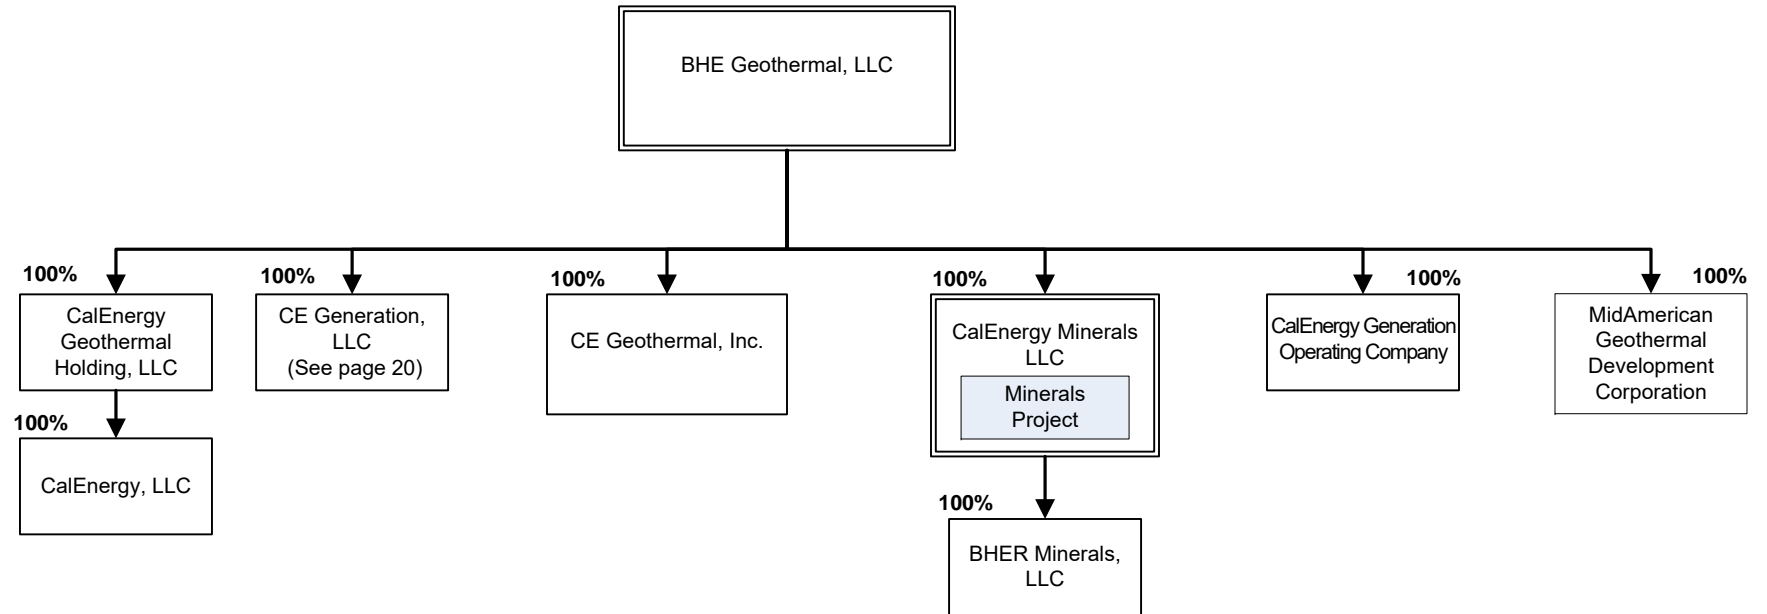 BHE Geothermal, LLC
100%
100%
100%
100%
100%
100%
CalEnergy
Geothermal
Holding, LLC
CE Generation,
LLC
(See page 20)
CE Geothermal, Inc.
CalEnergy Minerals
LLC
Minerals
Project
CalEnergy Generation
Operating Company
MidAmerican
Geothermal
Development
Corporation
100%
CalEnergy, LLC
100%
BHER Minerals,
LLC